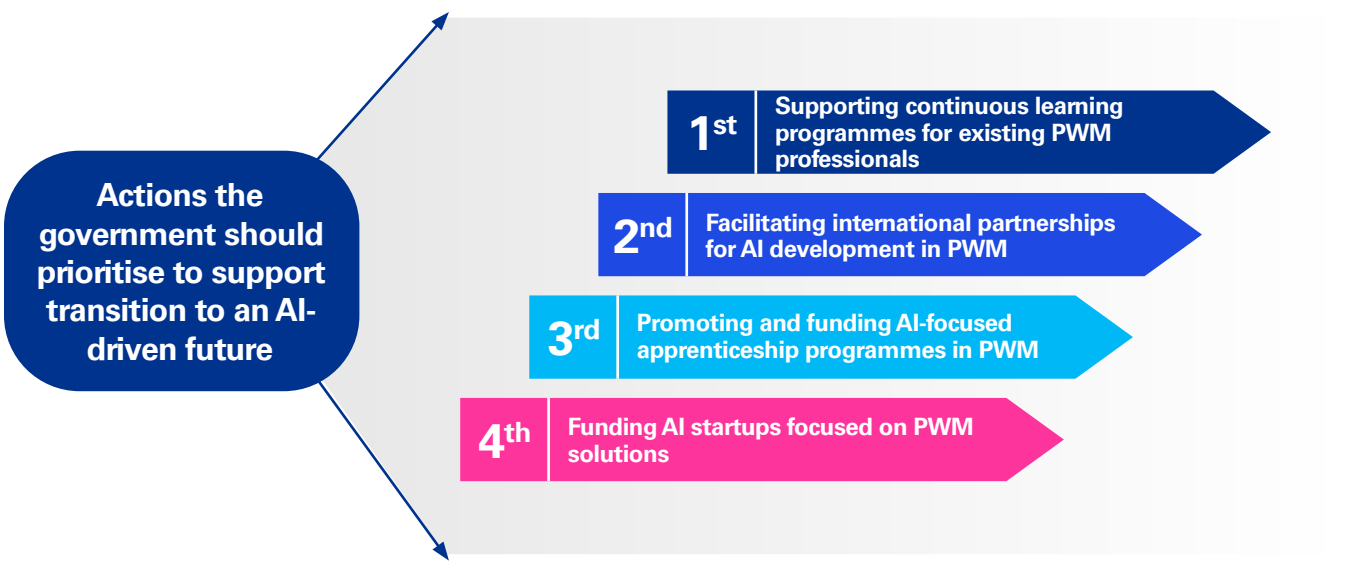 Actions the
government should
prioritise to support
transition to an AI-
driven future
1st
Supporting continuous learning
programmes for existing PWM
professionals
2nd
Facilitating international partnerships
for AI development in PWM
3rd
Promoting and funding AI-focused
apprenticeship programmes in PWM
4th
Funding AI startups focused on PWM
solutions